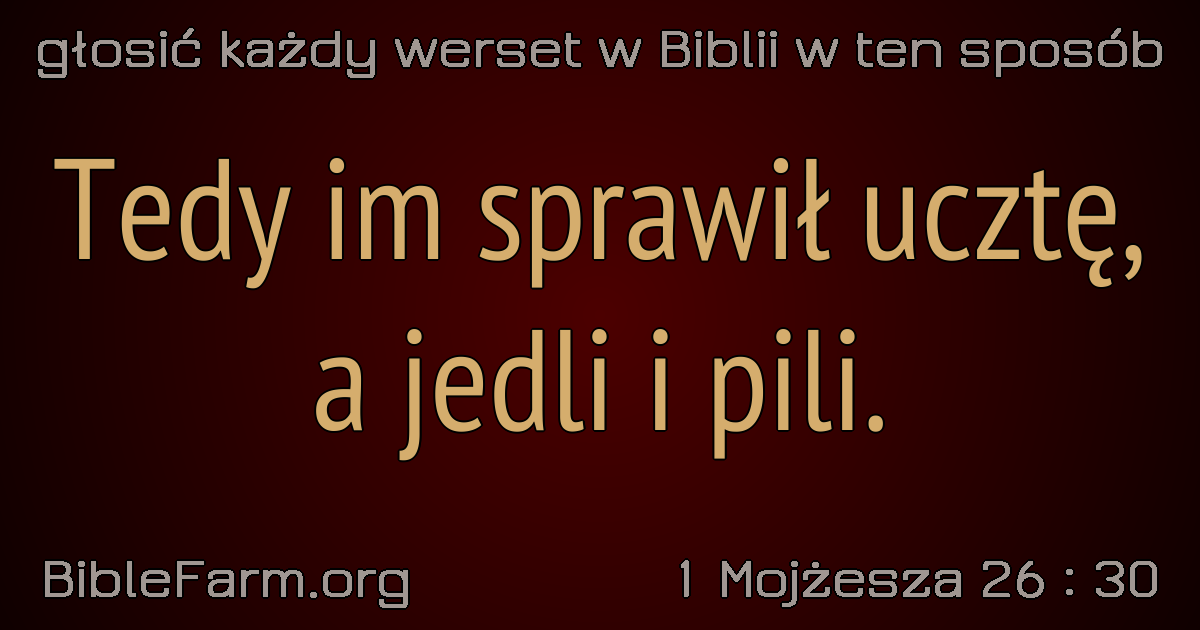 głosić każdy werset w Biblii w ten sposób
Tedy im sprawił ucztę,
a jedli i pili.
BibleFarm.org
1 Mojżesza 26 : 30